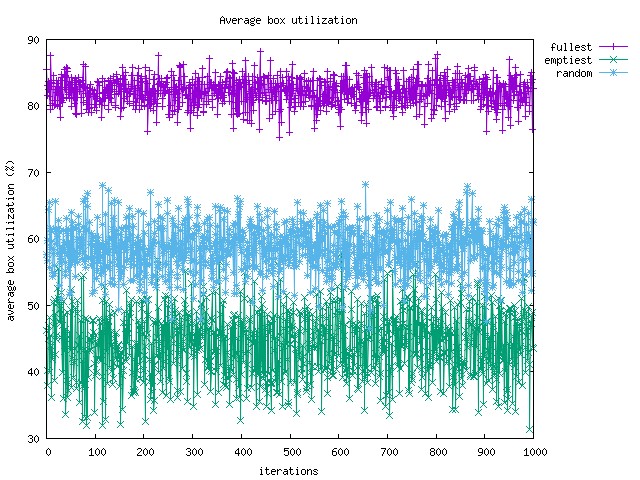 Average box utilization
fullest
emptiest
random
90
80
70
60
50
40
30
average box utilization (%)
0 100 200 300 400 500 600 700 800 900 1000
iterations